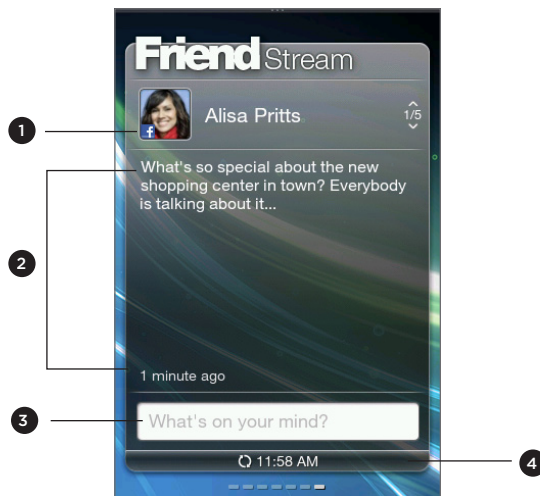 Friend Stream
Alisa Pritts
1/5
What's so special about the new
shopping center in town? Everybody
is talking about it...
1 minute ago
What's on your mind?
11:58 AM
1
2
3
4
f